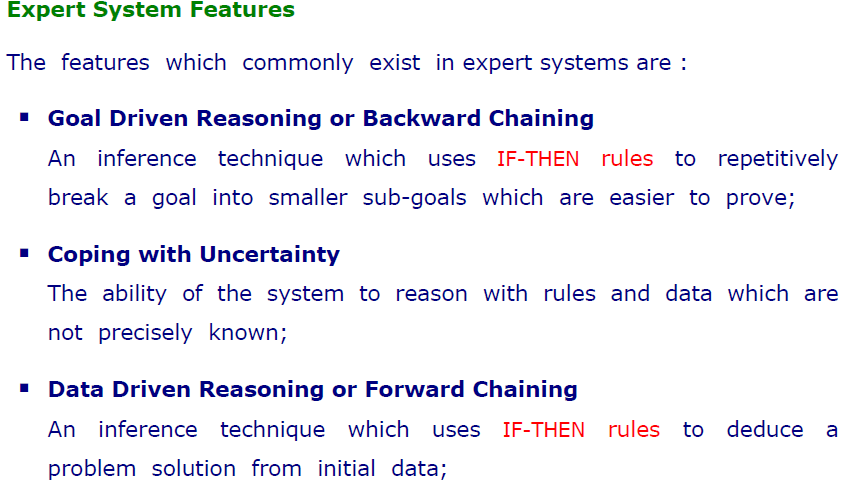 Expert System Features
The features which commonly exist in expert systems are :
▪ Goal Driven Reasoning or Backward Chaining
An inference technique which uses IF-THEN rules to repetitively
break a goal into smaller sub-goals which are easier to prove;
▪ Coping with Uncertainty
The ability of the system to reason with rules and data which are
not precisely known;
▪ Data Driven Reasoning or Forward Chaining
An inference technique which uses IF-THEN rules to deduce a
problem solution from initial data;